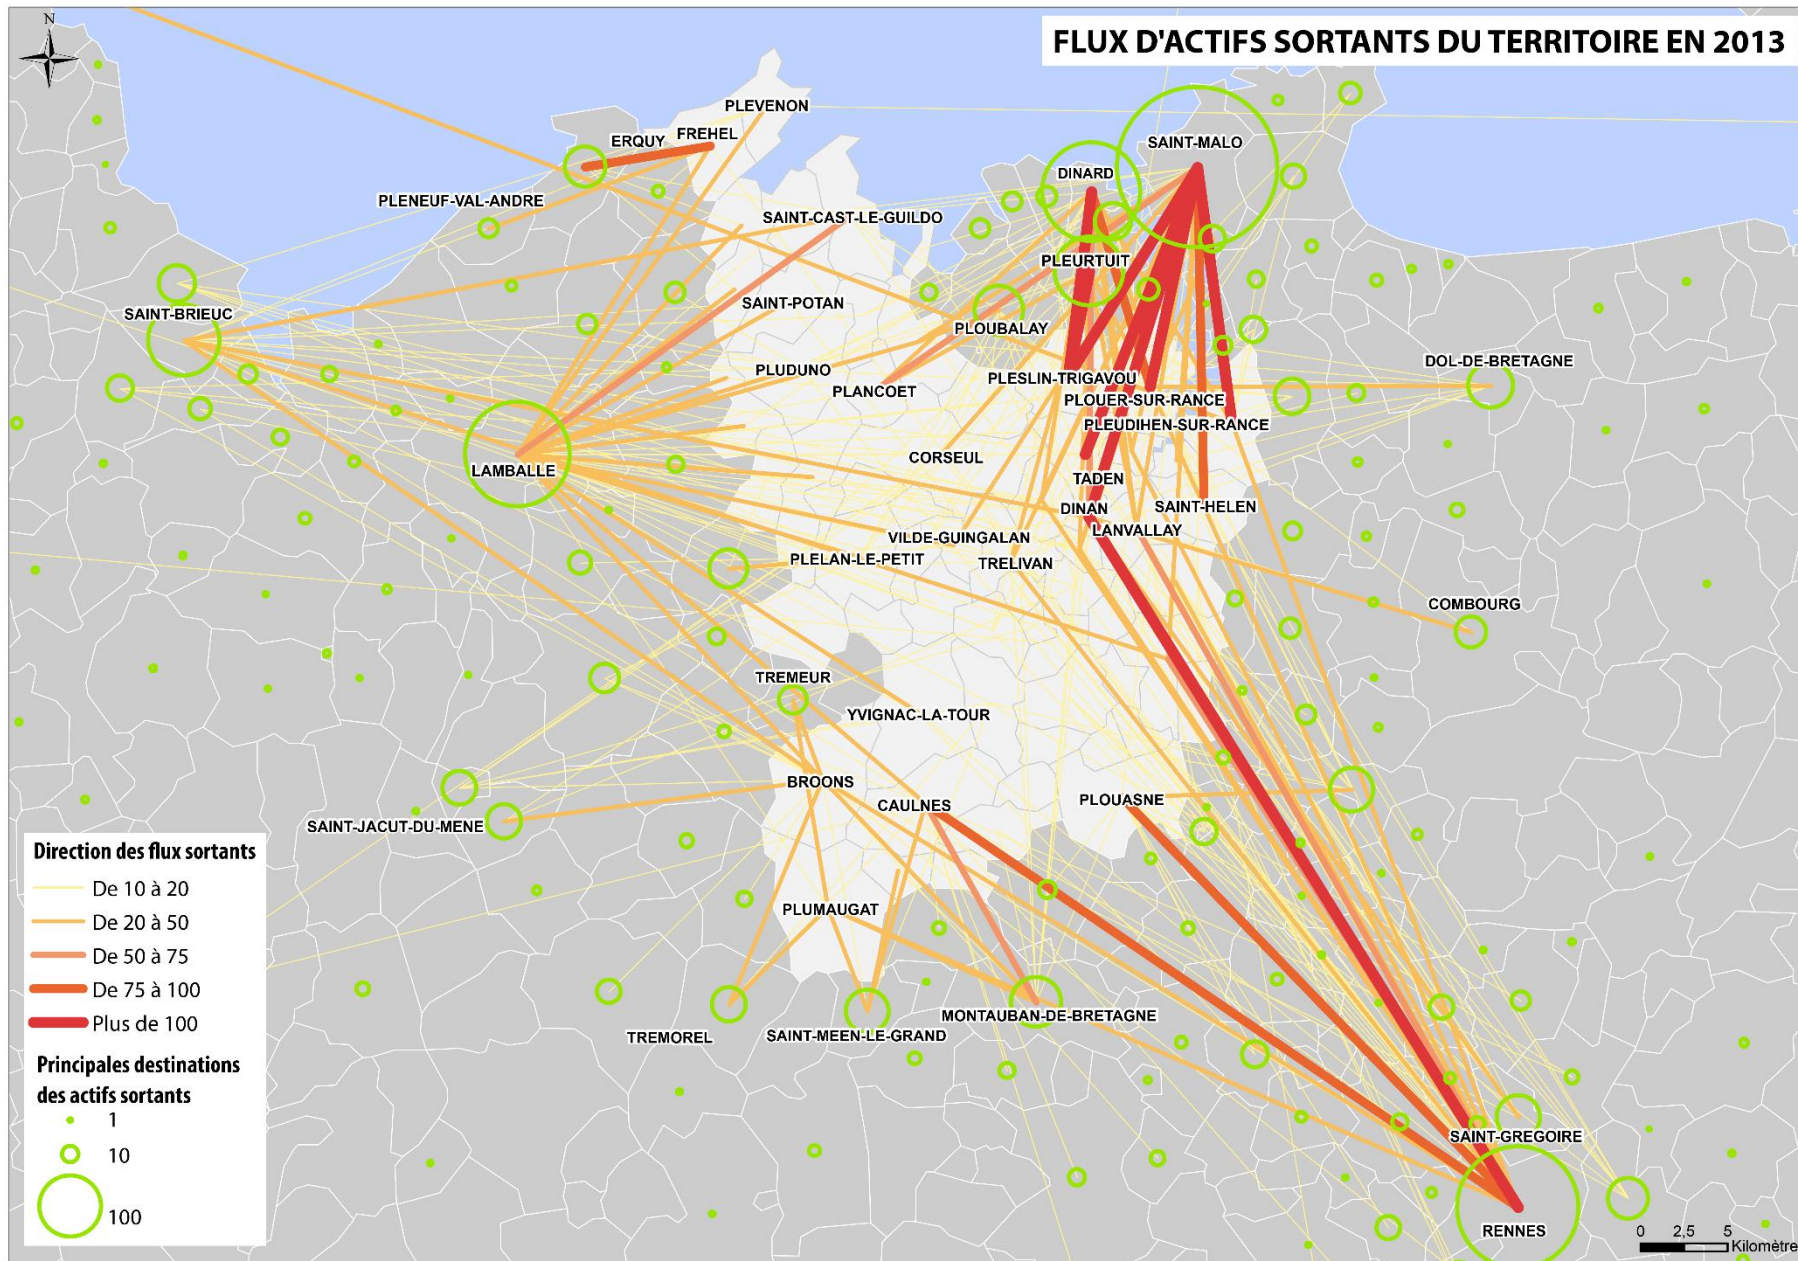 N
FLUX D'ACTIFS SORTANTS DU TERRITOIRE EN 2013
PLEVENON
FREHEL
ERQUY
SAINT-MALO
DINARD
PLENEUF-VAL-ANDRE
SAINT-CAST-LE-GUILDO
PLEURTUIT
SAINT-POTAN
SAINT-BRIEUC
PLOUBALAY
DOL-DE-BRETAGNE
PLUDUNO
PLESLIN-TRIGAVOU
PLANCOET
PLOUER-SUR-RANCE
PLEUDIHEN-SUR-RANCE
CORSEUL
LAMBALLE
TADEN
DINAN
SAINT-HELEN
LANVALLAY
VILDE-GUINGALAN
PLELAN-LE-PETIT
TRELIVAN
COMBOURG
TREMEUR
YVIGNAC-LA-TOUR
BROONS
CAULNES
PLOUASNE
SAINT-JACUT-DU-MENE
PLUMAUGAT
MONTAUBAN-DE-BRETAGNE
TREMOREL
SAINT-MEEN-LE-GRAND
SAINT-GREGOIRE
RENNES
Direction des flux sortants
De 10 à 20
De 20 à 50
De 50 à 75
De 75 à 100
Plus de 100
Principales destinations
des actifs sortants
1
10
100
0 2,5 5
Kilomètre